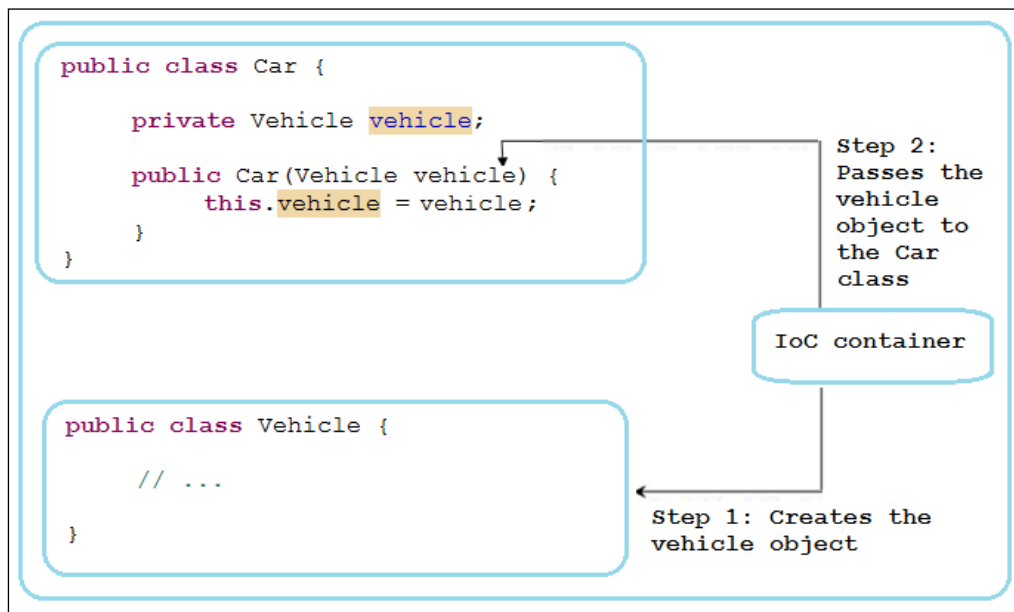 public class Car {
private Vehicle vehicle;
public Car(Vehicle vehicle) {
this.vehicle = vehicle;
}
}
Step 2:
Passes the
vehicle
object to
the Car
class
IoC container
public class Vehicle {
// ...
}
Step 1: Creates the
vehicle object